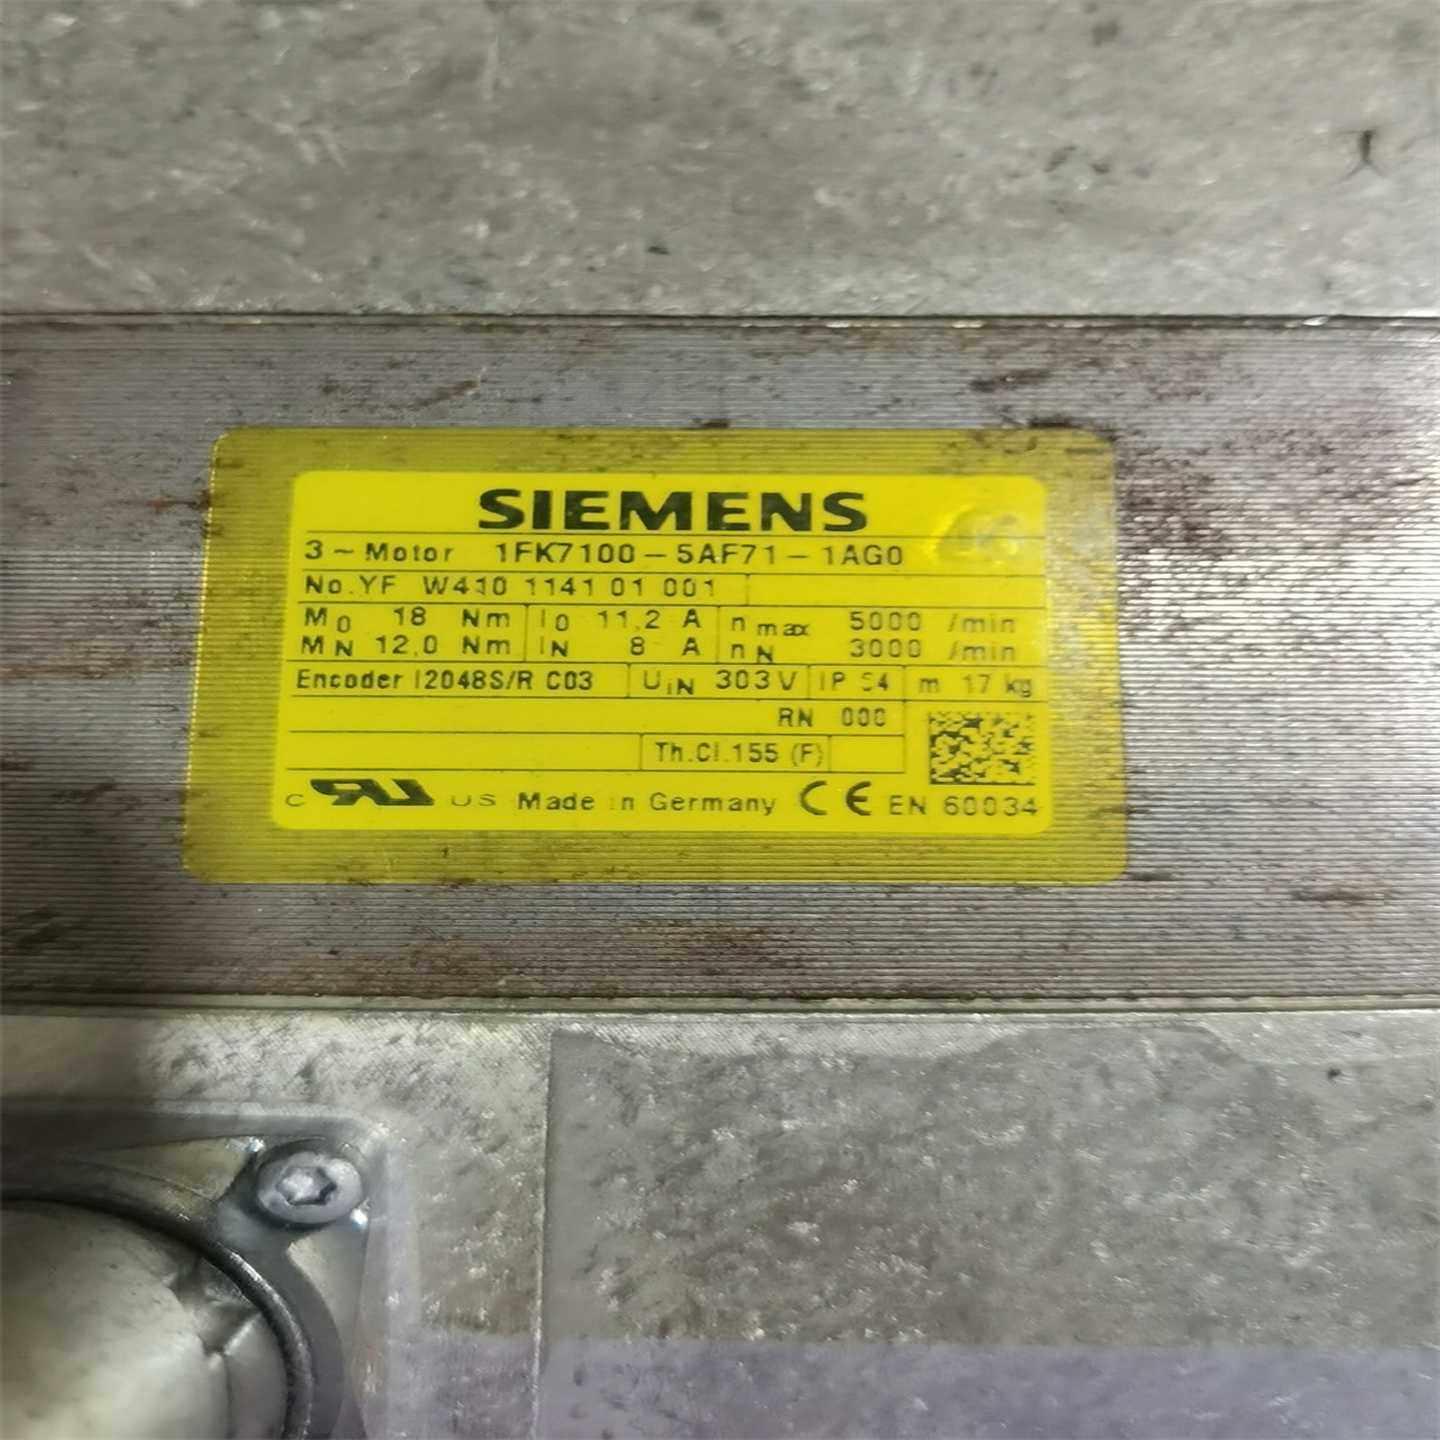 SIEMENS
3 ~ Motor 1FK7100-5AF71-1AG0
No. YF 1141 01 001
M0 18 Nm I0 11,2 A nmax 5000 /min
MN 12,0 Nm IN 8 A nN 3000 /min
Encoder I2048S/R C03 UIN 303V IP m 17 kg
RN 000
Th.Cl.155 (F)
C US Made in Germany CE EN 60034